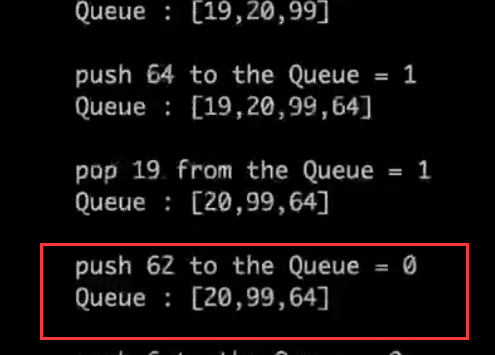 Queue : [19,20,99]
push 64 to the Queue = 1
Queue : [19,20,99,64]
pop 19 from the Queue = 1
Queue : [20,99,64]
push 62 to the Queue = 0
Queue : [20,99,64]